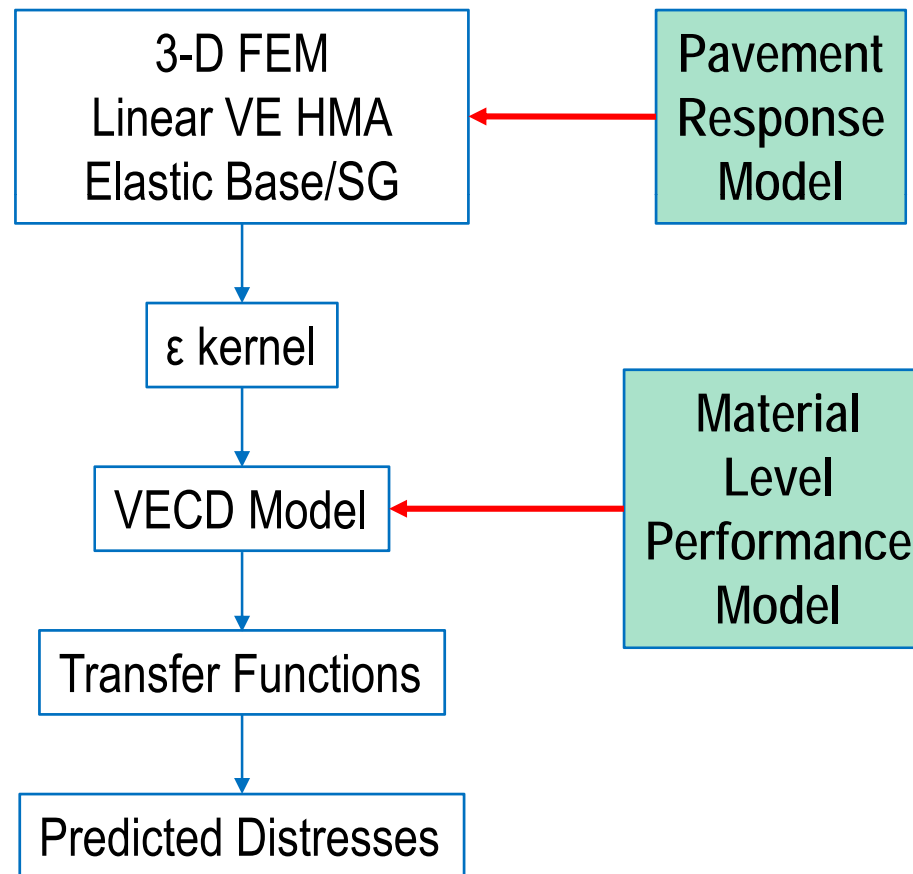 3-D FEM
Linear VE HMA
Elastic Base/SG
Pavement
Response
Model
ε kernel
VECD Model
Material
Level
Performance
Model
Transfer Functions
Predicted Distresses